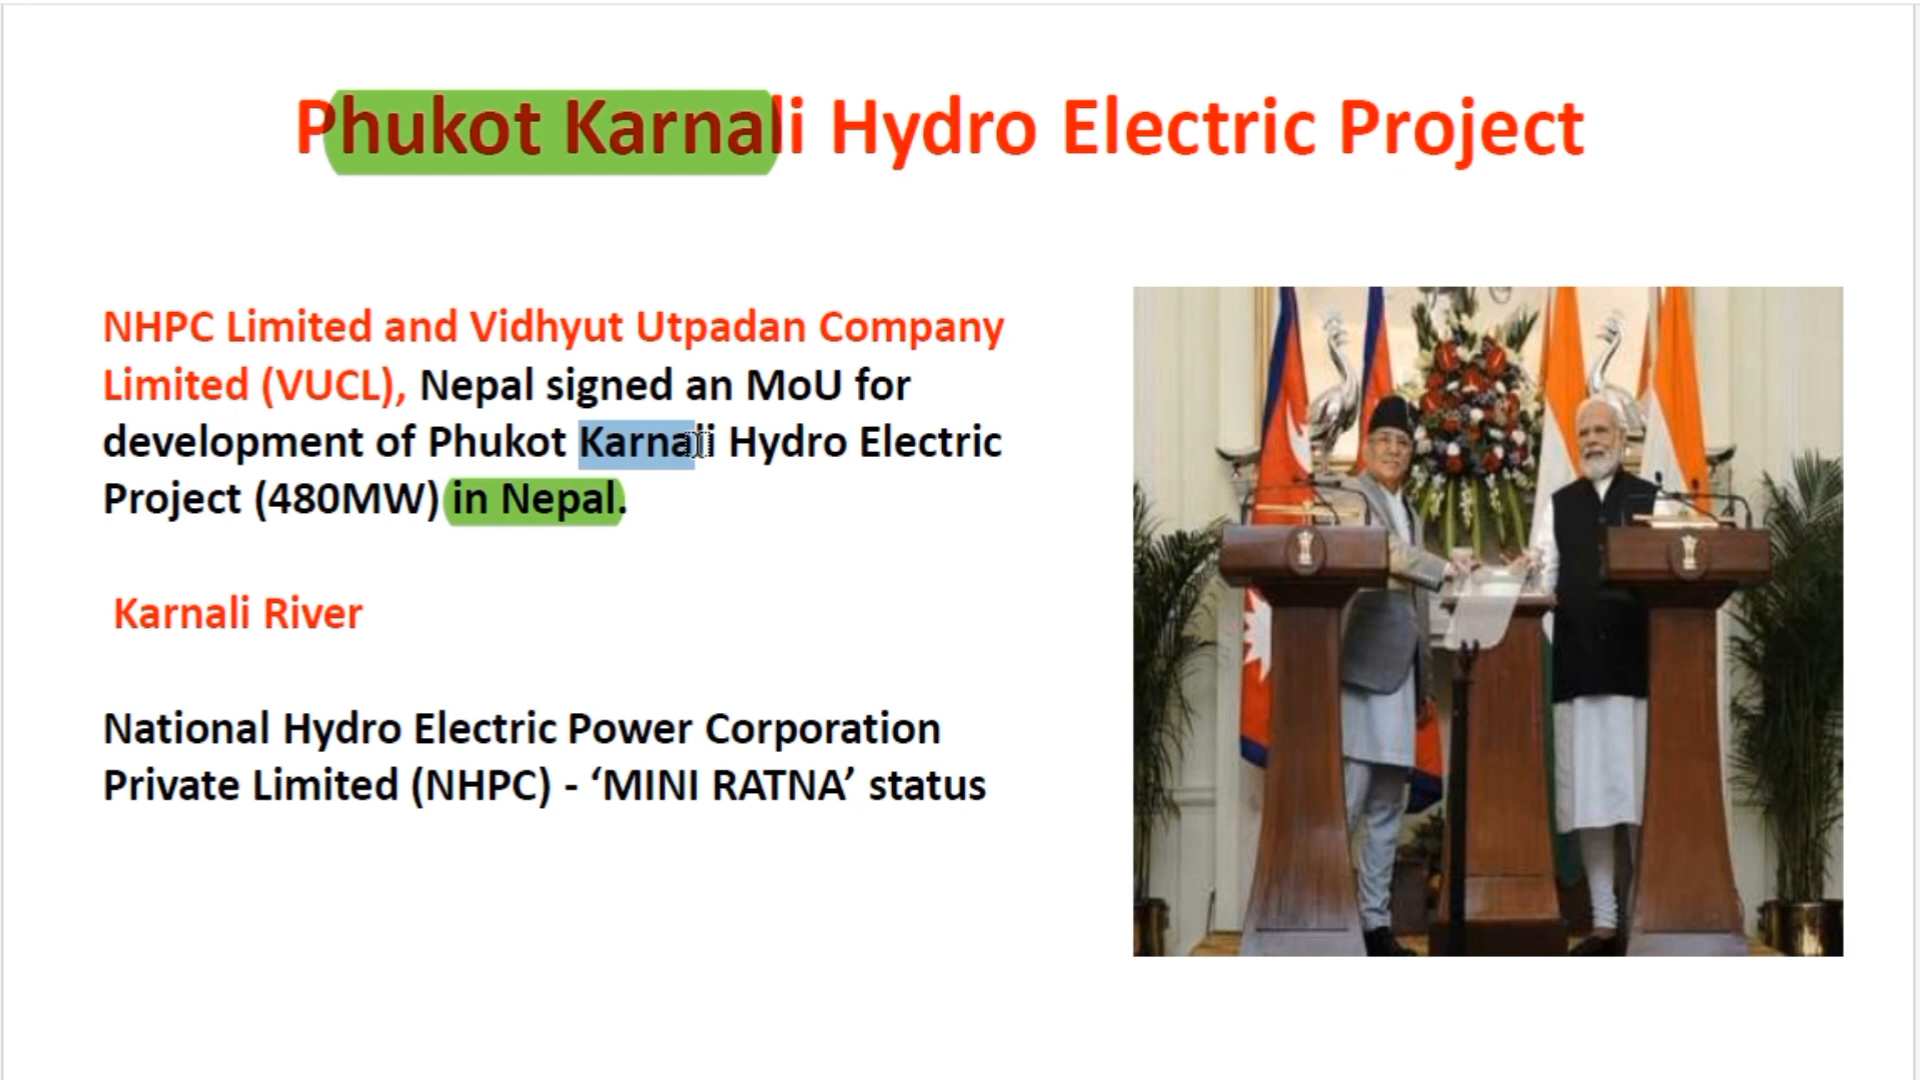 Phukot Karnali Hydro Electric Project
NHPC Limited and Vidhyut Utpadan Company
Limited (VUCL), Nepal signed an MoU for
development of Phukot Karnali Hydro Electric
Project (480MW) in Nepal.
Karnali River
National Hydro Electric Power Corporation
Private Limited (NHPC) - ‘MINI RATNA’ status